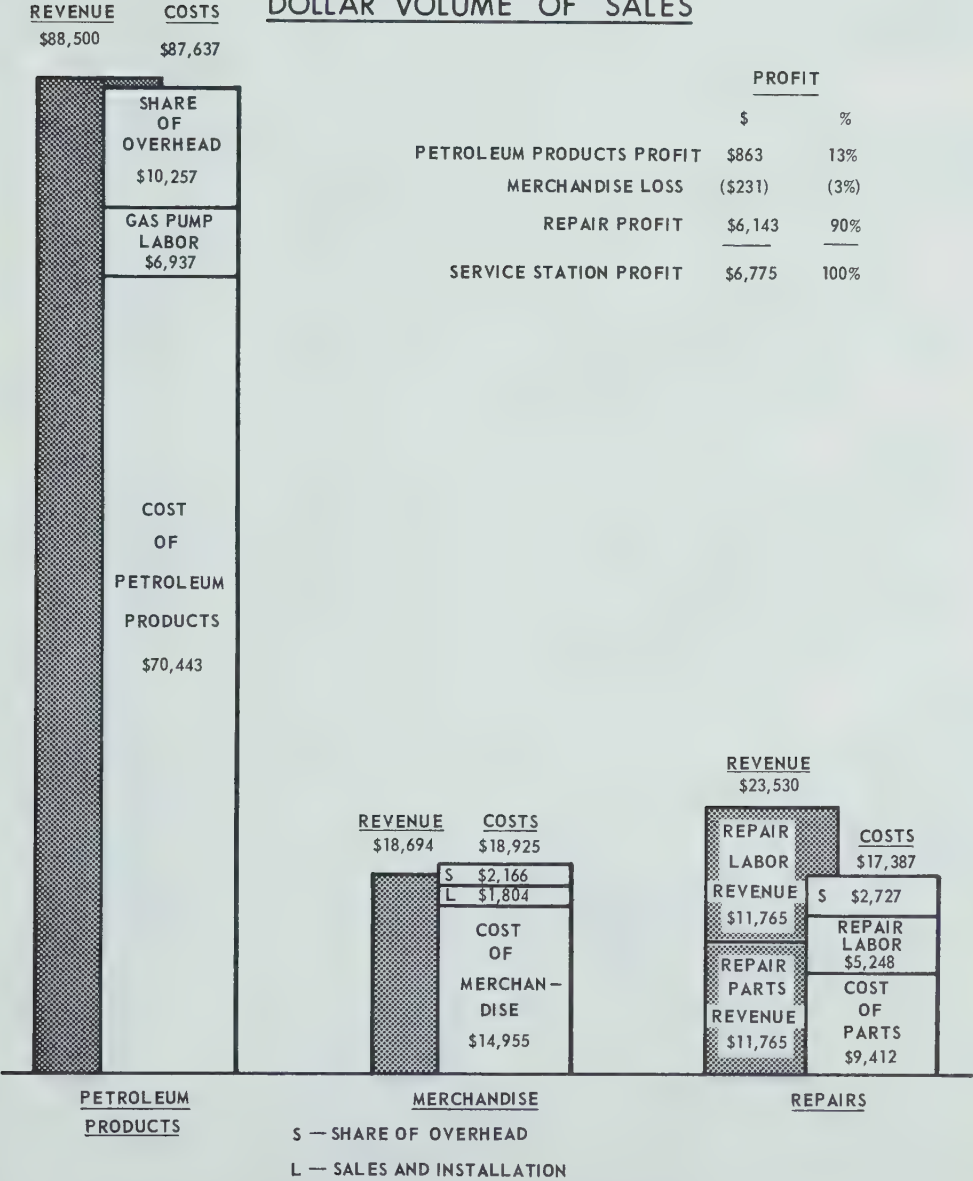 DOLLAR VOLUME OF SALES
REVENUE COSTS
$88,500 $87,637
SHARE
OF
OVERHEAD
$10,257
GAS PUMP
LABOR
$6,937
COST
OF
PETROLEUM
PRODUCTS
$70,443
PROFIT
$ %
PETROLEUM PRODUCTS PROFIT $863 13%
MERCHANDISE LOSS ($231) (3%)
REPAIR PROFIT $6,143 90%
SERVICE STATION PROFIT $6,775 100%
REVENUE COSTS
$18,694 $18,925
S $2,166
L $1,804
COST
OF
MERCHAN-
DISE
$14,955
REVENUE
$23,530
REPAIR
LABOR
REVENUE
$11,765
REPAIR
PARTS
REVENUE
$11,765
COSTS
$17,387
S $2,727
REPAIR
LABOR
$5,248
COST
OF
PARTS
$9,412
PETROLEUM
PRODUCTS
MERCHANDISE
REPAIRS
S — SHARE OF OVERHEAD
L — SALES AND INSTALLATION